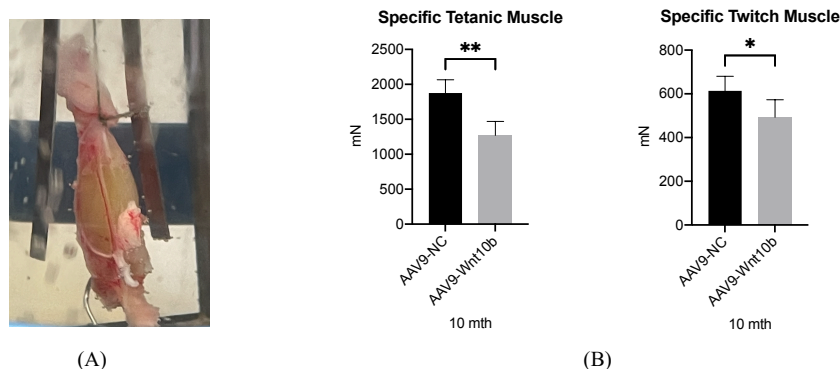 Specific Tetanic Muscle
2500
2000
1500
1000
500
0
mN
**
AAV9-NC
AAV9-Wnt10b
10 mth
Specific Twitch Muscle
800
600
400
200
0
mN
*
AAV9-NC
AAV9-Wnt10b
10 mth
(A)
(B)